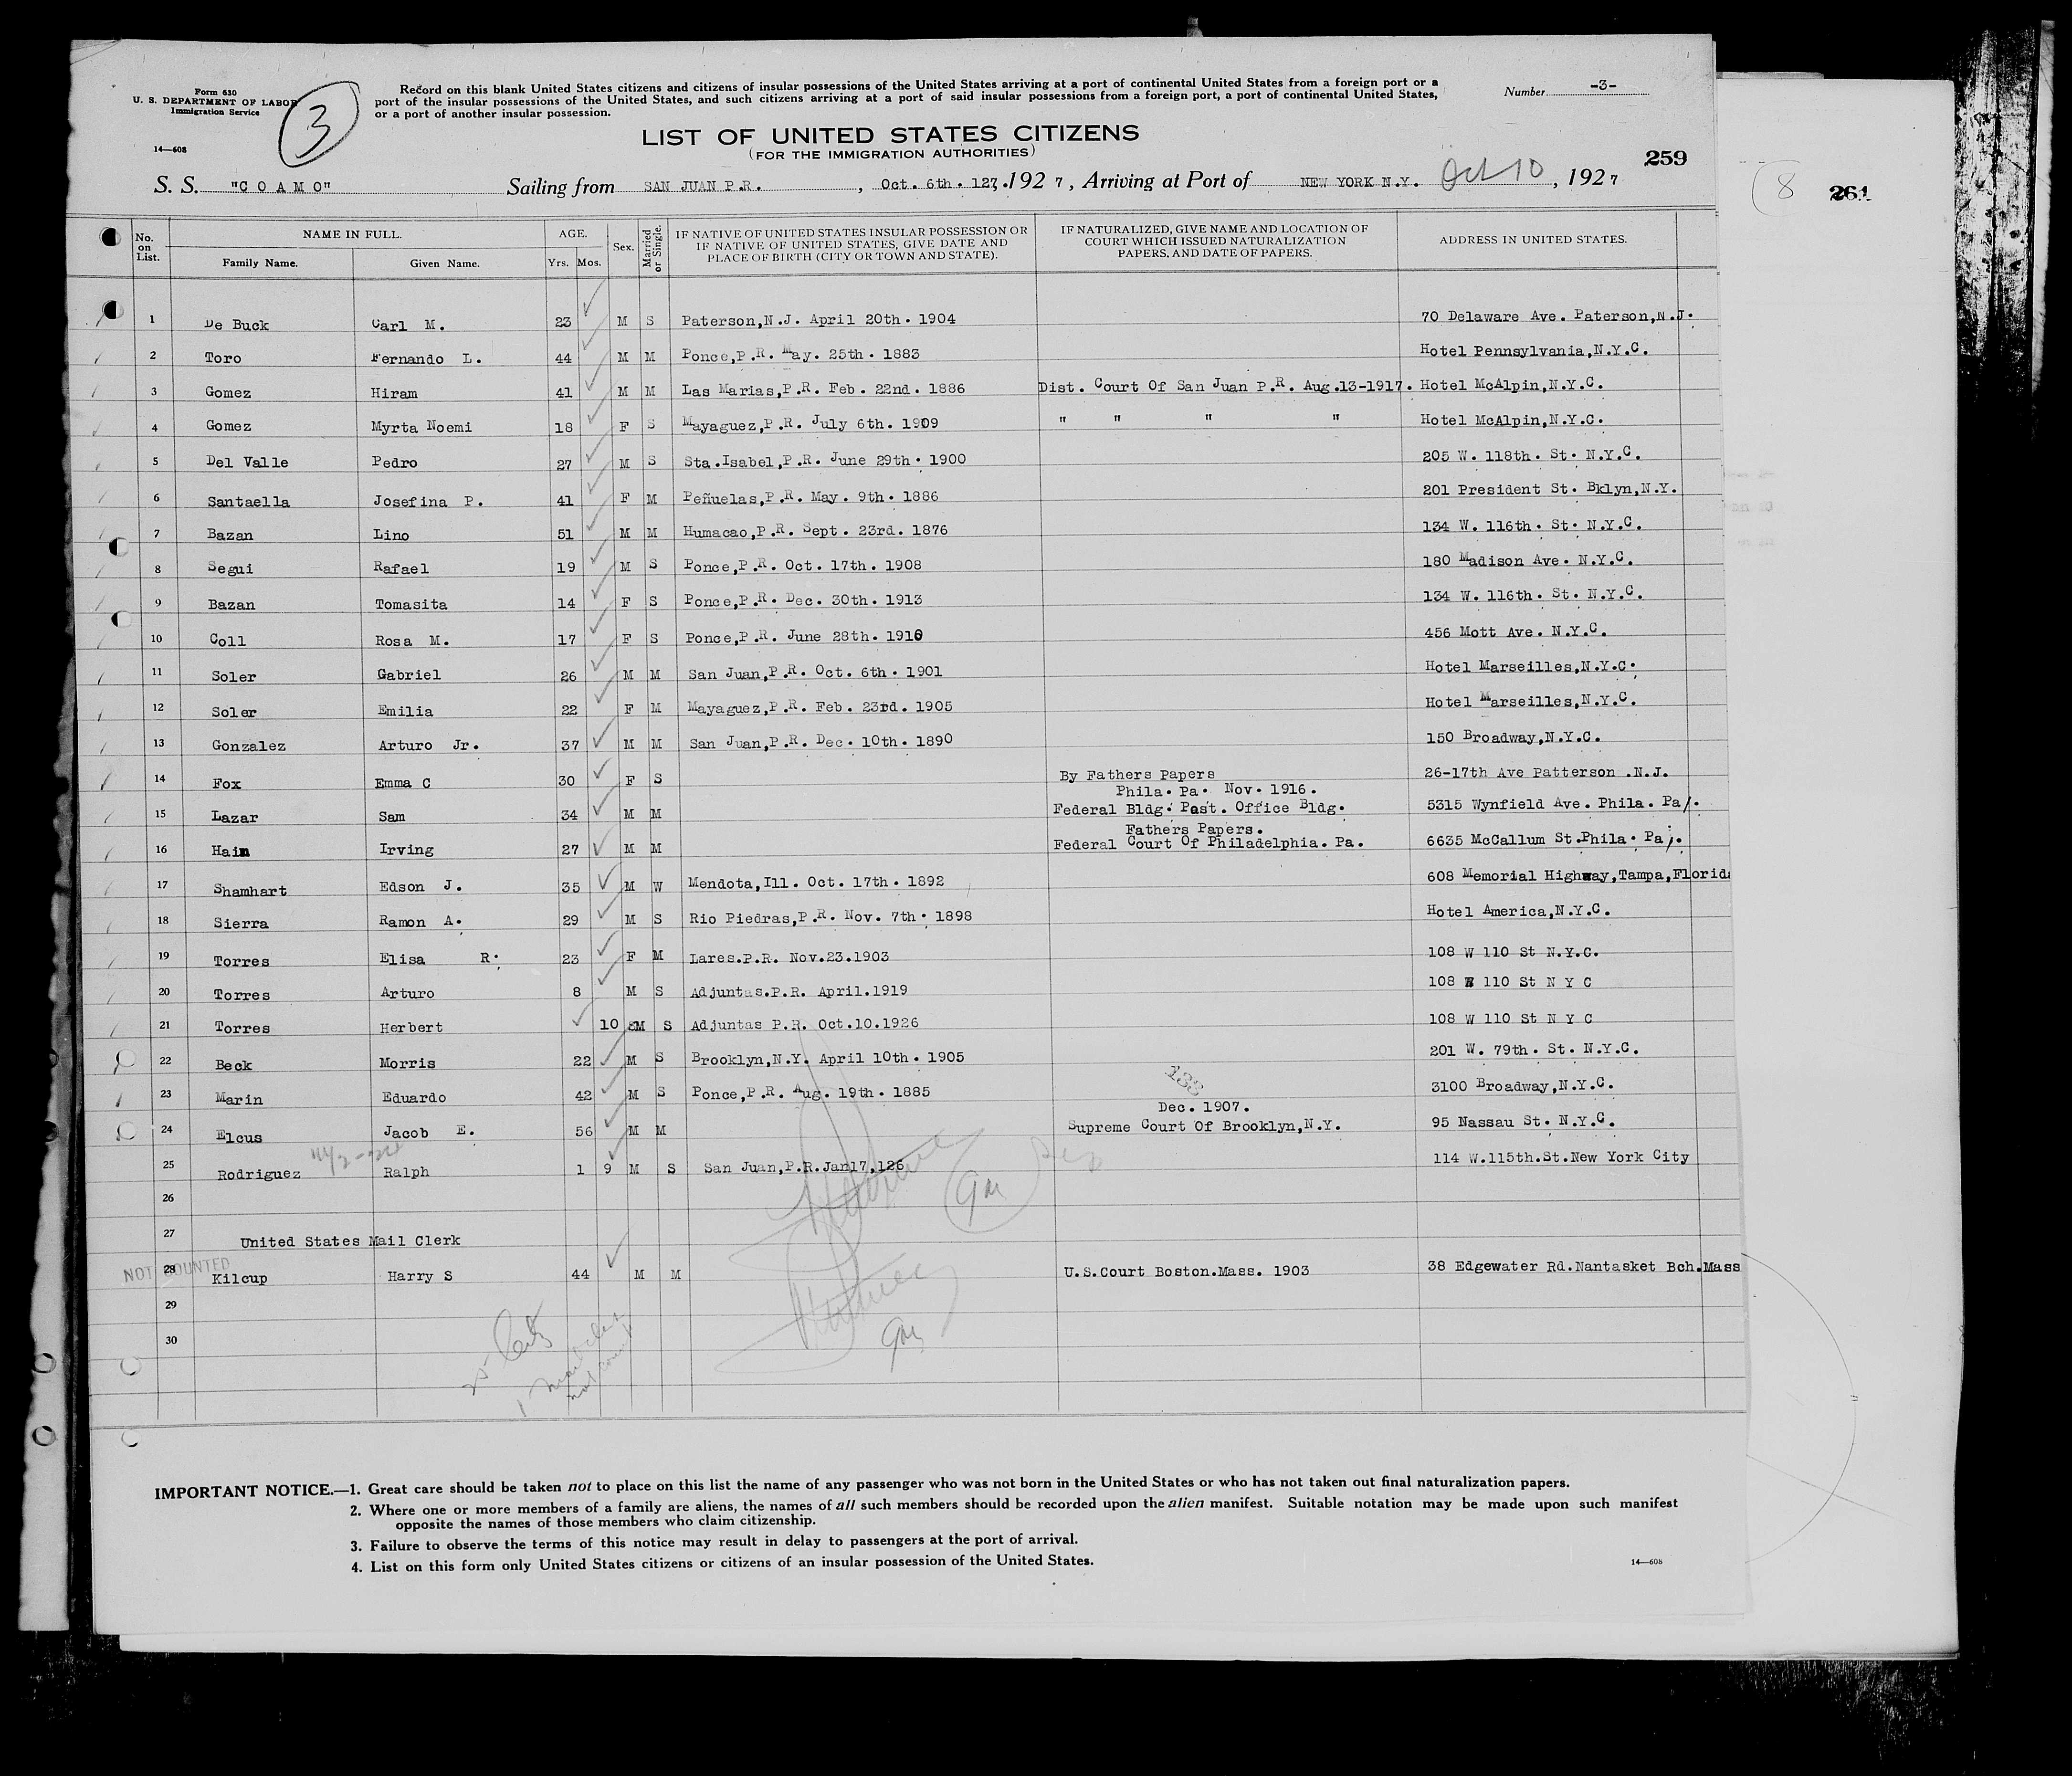 Form 630
U. S. DEPARTMENT OF LABOR
Immigration Service
14—608
3
Record on this blank United States citizens and citizens of insular possessions of the United States arriving at a port of continental United States from a foreign port or a
port of the insular possessions of the United States, and such citizens arriving at a port of said insular possessions from a foreign port, a port of continental United States,
or a port of another insular possession.
Number -3-
LIST OF UNITED STATES CITIZENS
(FOR THE IMMIGRATION AUTHORITIES)
259
S. S. "C O A M O" Sailing from SAN JUAN P.R. , Oct. 6th. 127. 192 7 , Arriving at Port of NEW YORK N.Y. Oct 10 , 192 7
8 261
No. on List. NAME IN FULL. Family Name. Given Name. AGE. Yrs. Mos. Sex. Married or Single. IF NATIVE OF UNITED STATES INSULAR POSSESSION OR IF NATIVE OF UNITED STATES, GIVE DATE AND PLACE OF BIRTH (CITY OR TOWN AND STATE). IF NATURALIZED, GIVE NAME AND LOCATION OF COURT WHICH ISSUED NATURALIZATION PAPERS, AND DATE OF PAPERS. ADDRESS IN UNITED STATES.
1 De Buck Carl M. 23 M S Paterson,N.J. April 20th. 1904 70 Delaware Ave. Paterson,N.J.
2 Toro Fernando L. 44 M M Ponce,P.R. May. 25th. 1883 Hotel Pennsylvania,N.Y.C.
3 Gomez Hiram 41 M M Las Marias,P.R. Feb. 22nd. 1886 Dist. Court Of San Juan P.R. Aug.13-1917. Hotel McAlpin,N.Y.C.
4 Gomez Myrta Noemi 18 F S Mayaguez,P.R. July 6th. 1909 " " " " Hotel McAlpin,N.Y.C.
5 Del Valle Pedro 27 M S Sta.Isabel,P.R. June 29th. 1900 205 W. 118th. St. N.Y.C.
6 Santaella Josefina P. 41 F M Peñuelas,P.R. May. 9th. 1886 201 President St. Bklyn,N.Y.
7 Bazan Lino 51 M M Humacao,P.R. Sept. 23rd. 1876 134 W. 116th. St. N.Y.C.
8 Segui Rafael 19 M S Ponce,P.R. Oct. 17th. 1908 180 Madison Ave. N.Y.C.
9 Bazan Tomasita 14 F S Ponce,P.R. Dec. 30th. 1913 134 W. 116th. St. N.Y.C.
10 Coll Rosa M. 17 F S Ponce,P.R. June 28th. 1910 456 Mott Ave. N.Y.C.
11 Soler Gabriel 26 M M San Juan,P.R. Oct. 6th. 1901 Hotel Marseilles,N.Y.C.
12 Soler Emilia 22 F M Mayaguez,P.R. Feb. 23rd. 1905 Hotel Marseilles,N.Y.C.
13 Gonzalez Arturo Jr. 37 M M San Juan,P.R. Dec. 10th. 1890 150 Broadway,N.Y.C.
14 Fox Emma C 30 F S By Fathers Papers 26-17th Ave Patterson .N.J.
Phila. Pa. Nov. 1916.
15 Lazar Sam 34 M M Federal Bldg. Post. Office Bldg. 5315 Wynfield Ave. Phila. Pa/.
Fathers Papers.
16 Hain Irving 27 M M Federal Court Of Philadelphia. Pa. 6635 McCallum St.Phila. Pa/.
17 Shamhart Edson J. 35 M W Mendota,Ill. Oct. 17th. 1892 608 Memorial Highway,Tampa,Florida
18 Sierra Ramon A. 29 M S Rio Piedras,P.R. Nov. 7th. 1898 Hotel America,N.Y.C.
19 Torres Elisa R. 23 F M Lares.P.R. Nov.23.1903 108 W 110 St N.Y.C.
20 Torres Arturo 8 M S Adjuntas.P.R. April.1919 108 W 110 St N Y C
21 Torres Herbert 10 M S Adjuntas P.R. Oct.10.1926 108 W 110 St N Y C
22 Beck Morris 22 M S Brooklyn,N.Y. April 10th. 1905 201 W. 79th. St. N.Y.C.
23 Marin Eduardo 42 M S Ponce,P.R. Aug. 19th. 1885 3100 Broadway,N.Y.C.
Dec. 1907.
24 Elcus Jacob E. 56 M M Supreme Court Of Brooklyn,N.Y. 95 Nassau St. N.Y.C.
25 Rodriguez Ralph 1 9 M S San Juan,P.R.Jan17,126 114 W.115th.St.New York City
26
27 United States Mail Clerk
NOT COUNTED
28 Kilcup Harry S 44 M M U.S.Court Boston.Mass. 1903 38 Edgewater Rd.Nantasket Bch.Mass
29
30
25 Cits
1 mail clerk
not count
IMPORTANT NOTICE.—1. Great care should be taken not to place on this list the name of any passenger who was not born in the United States or who has not taken out final naturalization papers.
2. Where one or more members of a family are aliens, the names of all such members should be recorded upon the alien manifest. Suitable notation may be made upon such manifest
opposite the names of those members who claim citizenship.
3. Failure to observe the terms of this notice may result in delay to passengers at the port of arrival.
4. List on this form only United States citizens or citizens of an insular possession of the United States.
14—608